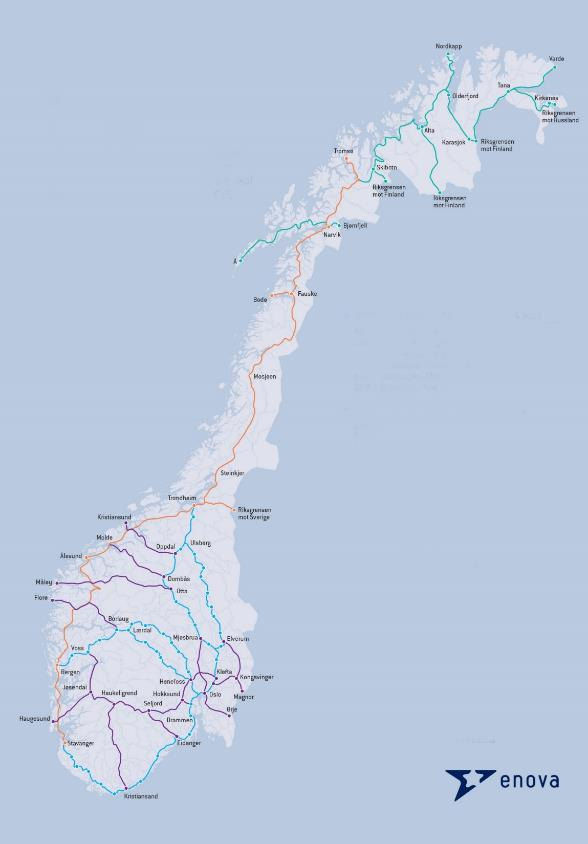 Nordkapp
Vardø
Tana
Olderfjord
Kirkenes
Riksgrensen
mot Russland
Alta
Karasjok
Riksgrensen
mot Finland
Tromsø
Skibotn
Riksgrensen
mot Finland
Riksgrensen
mot Finland
Bjørnfjell
Narvik
Å
Bodø
Fauske
Mosjøen
Steinkjer
Trondheim
Riksgrensen
mot Sverige
Kristiansund
Molde
Oppdal
Ulsberg
Ålesund
Måløy
Dombås
Florø
Otta
Borlaug
Lærdal
Mjøsbrua
Elverum
Voss
Hokksund
Bergen
Kløfta
Kongsvinger
Jøsendal
Hønefoss
Haukeligrend
Hokksund
Oslo
Magnor
Seljord
Ørje
Haugesund
Drammen
Stavanger
Eidanger
Kristiansand
enova